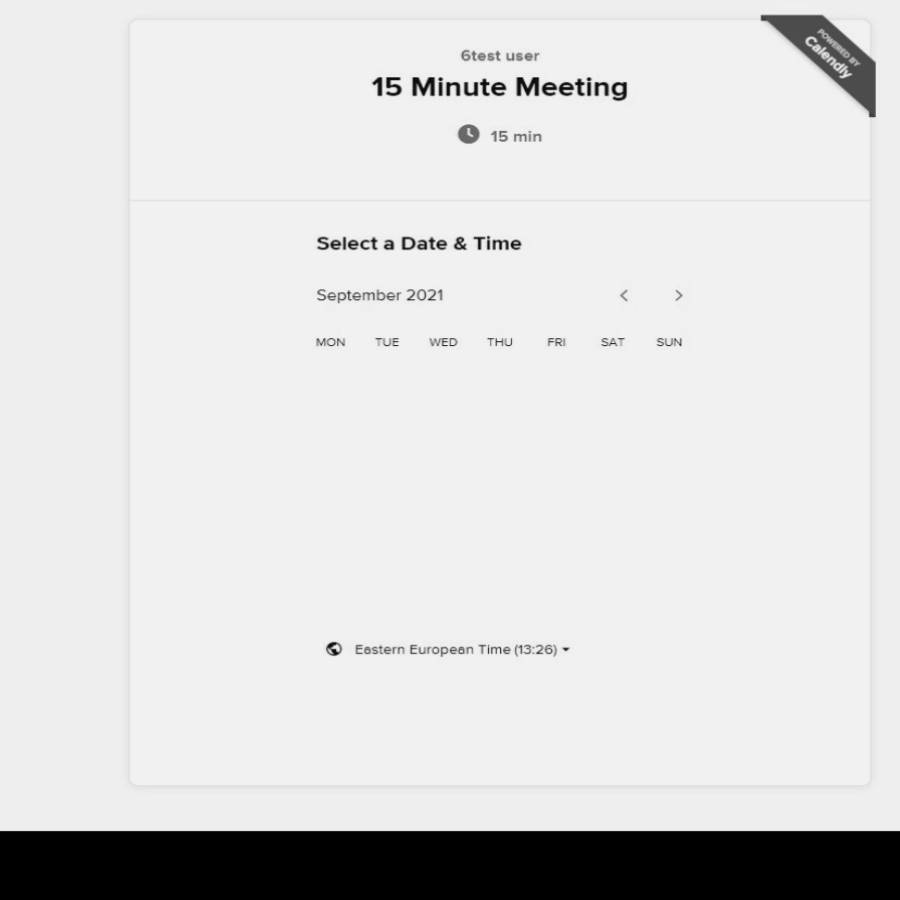 POWERED BY
Calendly
6test user
15 Minute Meeting
15 min
Select a Date & Time
September 2021
MON TUE WED THU FRI SAT SUN
Eastern European Time (13:26)